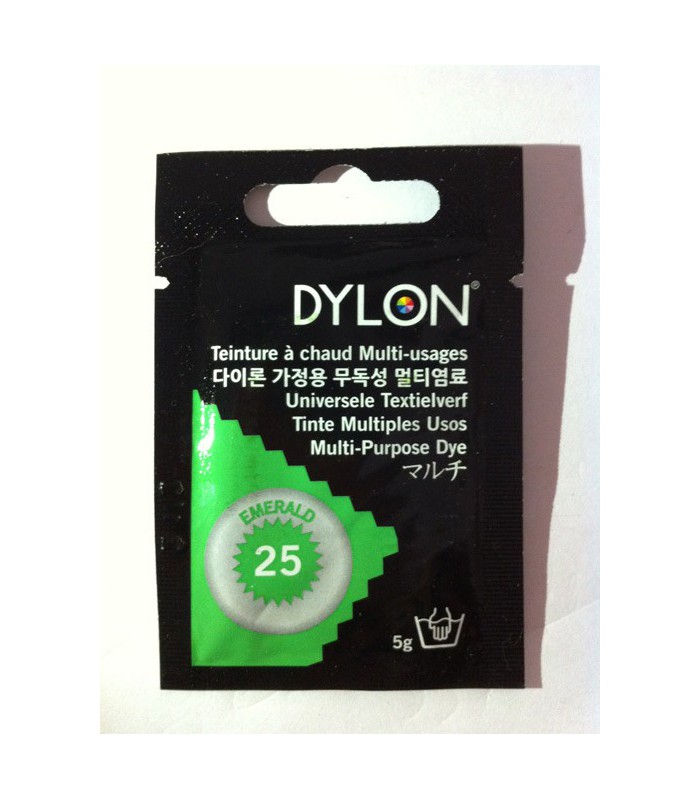 DYLON®
Teinture à chaud Multi-usages
다이론 가정용 무독성 멀티염료
Universele Textielverf
Tinte Multiples Usos
Multi-Purpose Dye
マルチ
EMERALD
25
5g